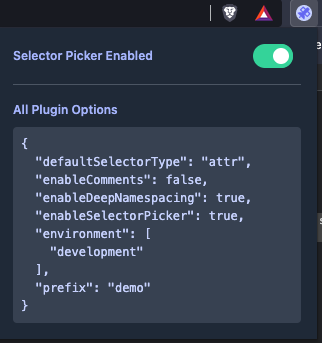 Selector Picker Enabled
All Plugin Options
{
  "defaultSelectorType": "attr",
  "enableComments": false,
  "enableDeepNamespacing": true,
  "enableSelectorPicker": true,
  "environment": [
    "development"
  ],
  "prefix": "demo"
}